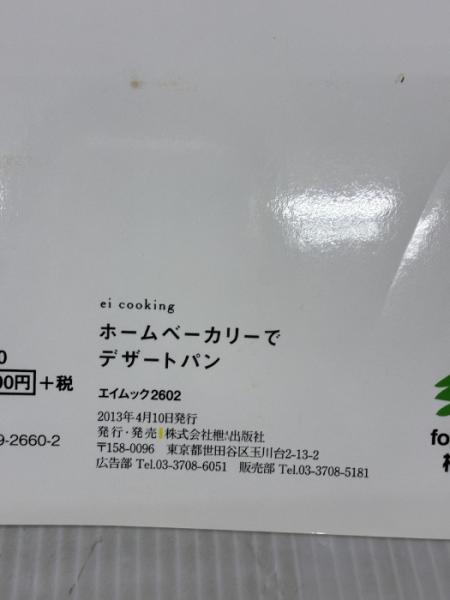 ei cooking
ホームベーカリーで
デザートパン
0
00円 +税
エイムック2602
9-2660-2
2013年4月10日発行
発行・発売 株式会社枻出版社
〒158-0096 東京都世田谷区玉川台2-13-2
広告部 Tel.03-3708-6051 販売部 Tel.03-3708-5181
fo